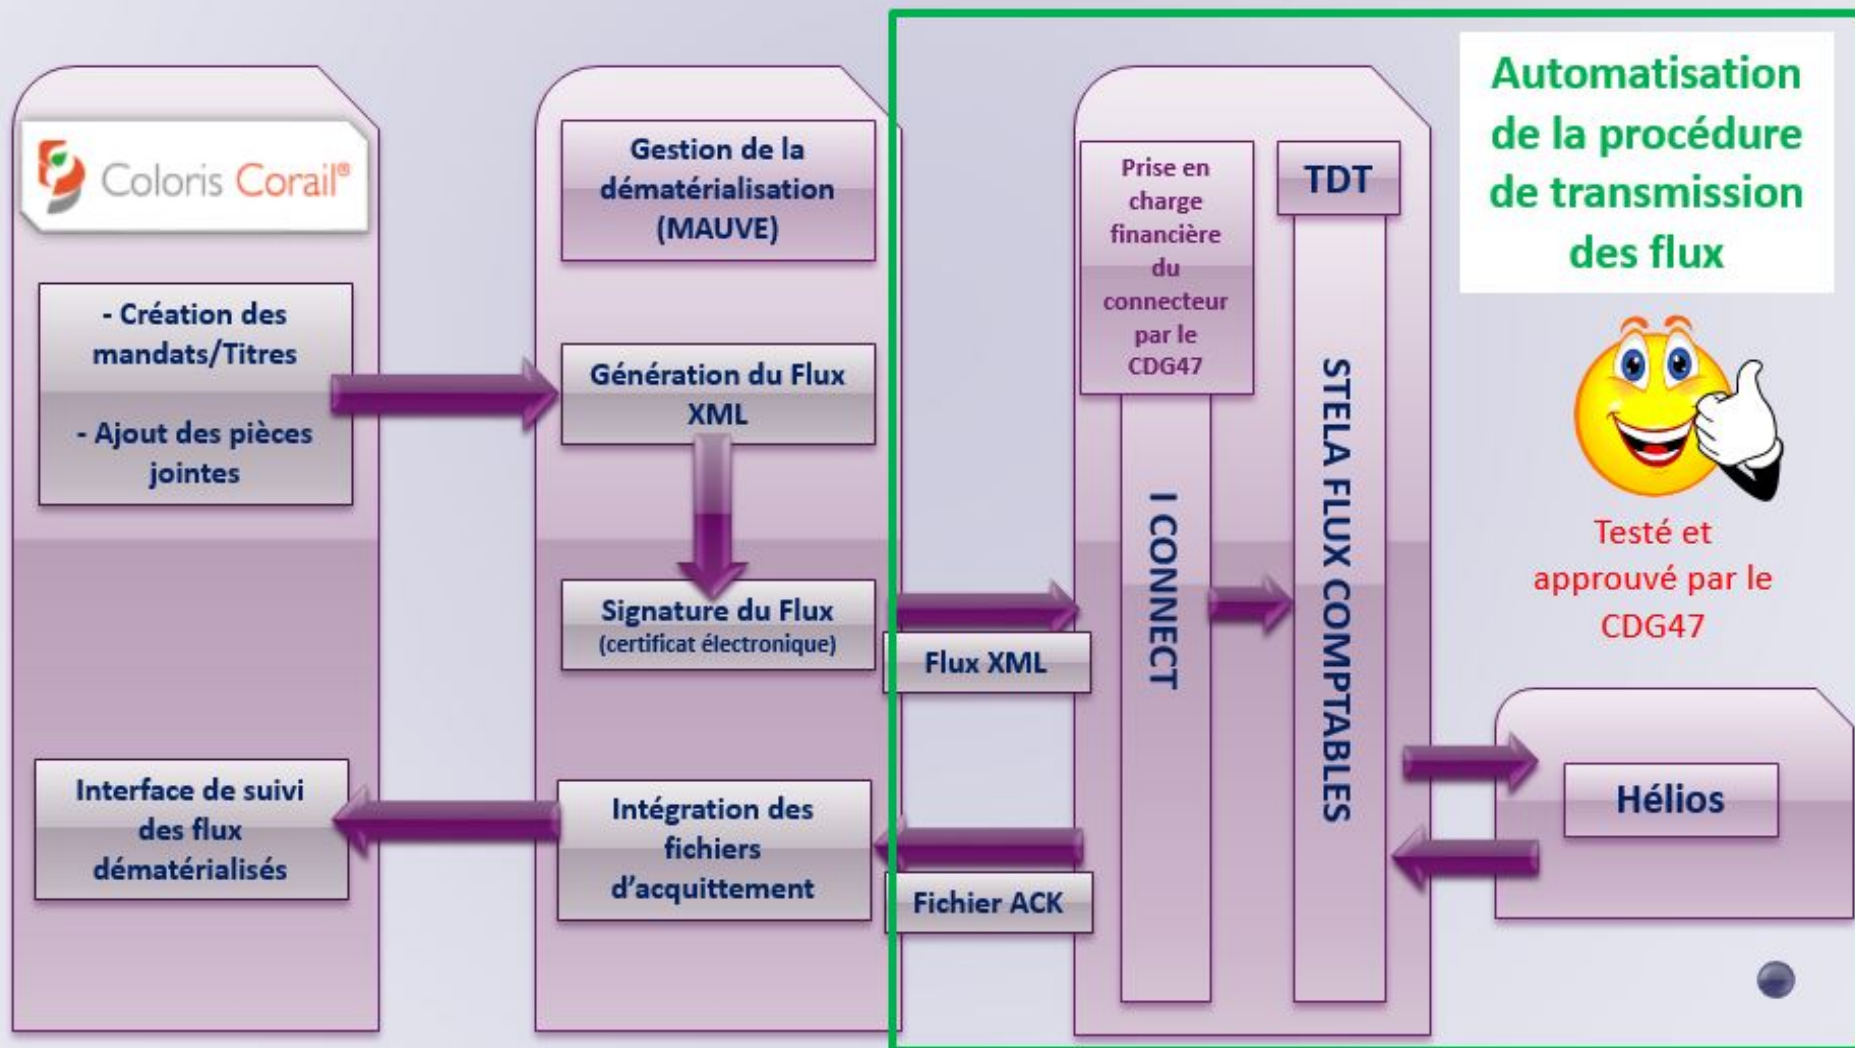 Coloris Corail®
- Création des
mandats/Titres
- Ajout des pièces
jointes
Interface de suivi
des flux
dématérialisés
Gestion de la
dématérialisation
(MAUVE)
Génération du Flux
XML
Signature du Flux
(certificat électronique)
Intégration des
fichiers
d'acquittement
Flux XML
Fichier ACK
Prise en
charge
financière
du
connecteur
par le
CDG47
I CONNECT
TDT
STELA FLUX COMPTABLES
Automatisation
de la procédure
de transmission
des flux
Testé et
approuvé par le
CDG47
Hélios